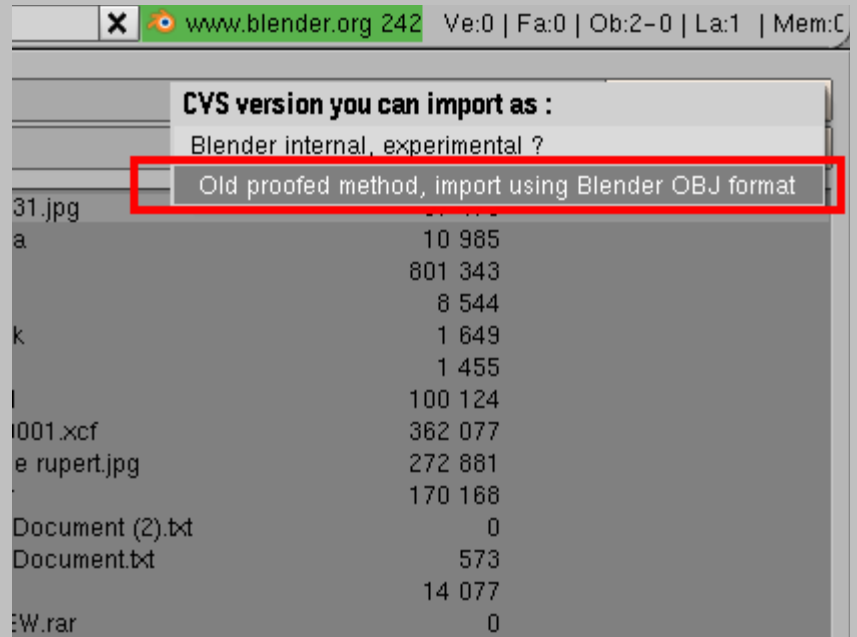 www.blender.org 242 Ve:0 | Fa:0 | Ob:2-0 | La:1 | Mem:
CVS version you can import as :
Blender internal, experimental ?
Old proofed method, import using Blender OBJ format
31.jpg
a 10 985
801 343
8 544
k 1 649
1 455
100 124
0001.xcf 362 077
e rupert.jpg 272 881
170 168
Document (2).txt 0
Document.txt 573
14 077
EW.rar 0